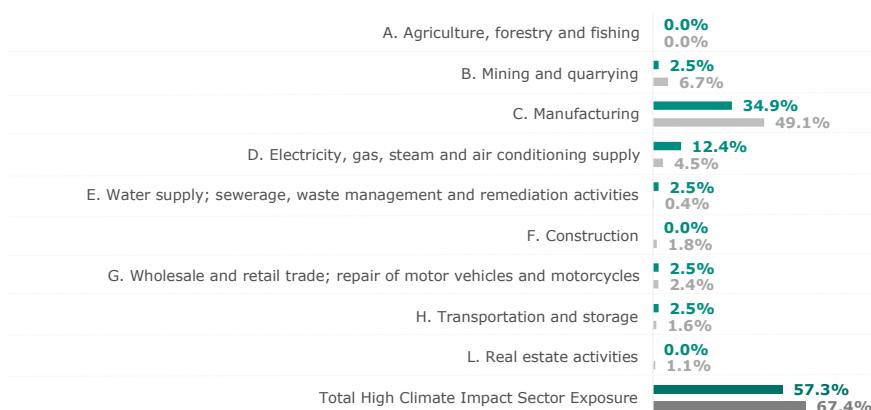 A. Agriculture, forestry and fishing
0.0%
0.0%
B. Mining and quarrying
2.5%
6.7%
C. Manufacturing
34.9%
49.1%
D. Electricity, gas, steam and air conditioning supply
12.4%
4.5%
E. Water supply; sewerage, waste management and remediation activities
2.5%
0.4%
F. Construction
0.0%
1.8%
G. Wholesale and retail trade; repair of motor vehicles and motorcycles
2.5%
2.4%
H. Transportation and storage
2.5%
1.6%
L. Real estate activities
0.0%
1.1%
Total High Climate Impact Sector Exposure
57.3%
67.4%